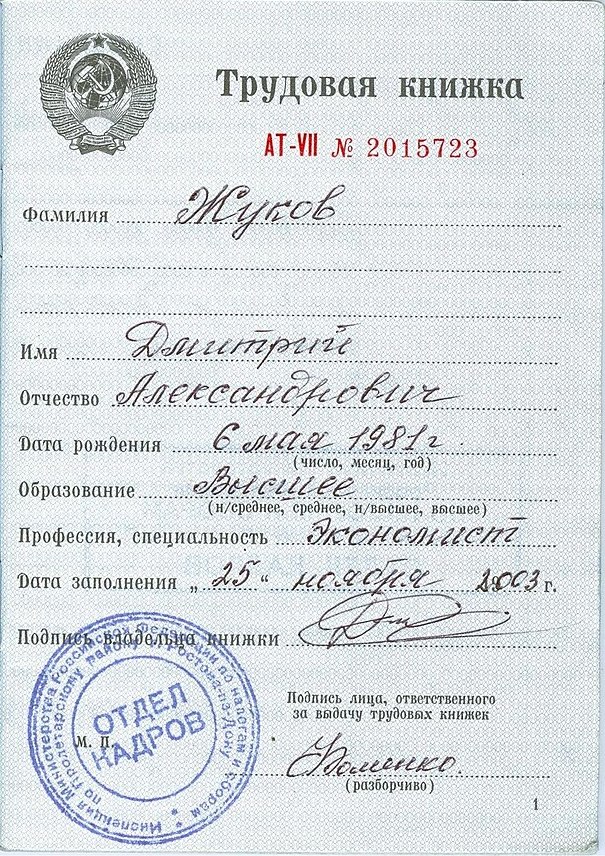 Трудовая книжка
АТ-VII № 2015723
Фамилия Жуков
Имя Дмитрий
Отчество Александрович
Дата рождения 6 мая 1981 г.
(число, месяц, год)
Образование Высшее
(н/среднее, среднее, н/высшее, высшее)
Профессия, специальность Экономист
Дата заполнения „ 25 “ ноября 2003 г.
Подпись владельца книжки
Инспекция Министерства Российской Федерации по налогам и сборам
по Пролетарскому району г. Ростова-на-Дону
ОТДЕЛ
КАДРОВ
М. П.
Подпись лица, ответственного
за выдачу трудовых книжек
(разборчиво)
1